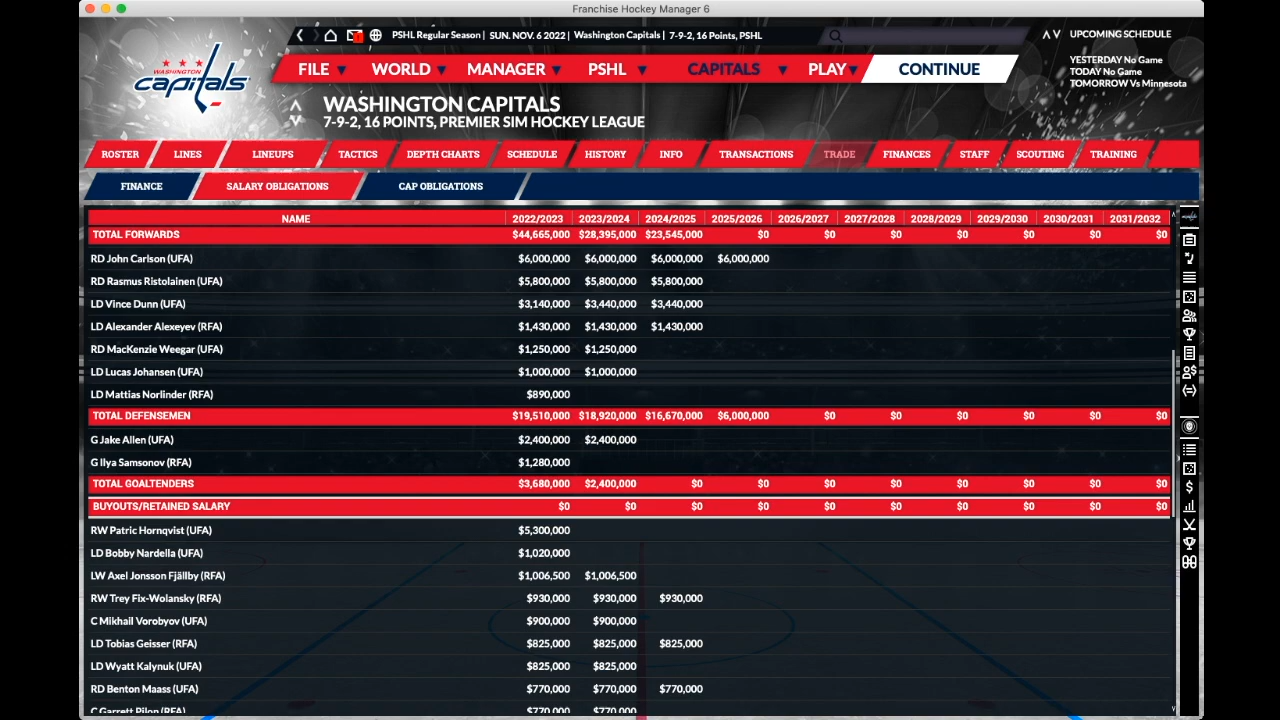 Franchise Hockey Manager 6
PSHL Regular Season | SUN. NOV. 6 2022 | Washington Capitals | 7-9-2, 16 Points, PSHL
UPCOMING SCHEDULE
YESTERDAY No Game
TODAY No Game
TOMORROW Vs Minnesota
WASHINGTON capitals
FILE WORLD MANAGER PSHL CAPITALS PLAY CONTINUE
WASHINGTON CAPITALS
7-9-2, 16 POINTS, PREMIER SIM HOCKEY LEAGUE
ROSTER LINES LINEUPS TACTICS DEPTH CHARTS SCHEDULE HISTORY INFO TRANSACTIONS TRADE FINANCES STAFF SCOUTING TRAINING
FINANCE SALARY OBLIGATIONS CAP OBLIGATIONS
NAME 2022/2023 2023/2024 2024/2025 2025/2026 2026/2027 2027/2028 2028/2029 2029/2030 2030/2031 2031/2032
TOTAL FORWARDS $44,665,000 $28,395,000 $23,545,000 $0 $0 $0 $0 $0 $0 $0
RD John Carlson (UFA) $6,000,000 $6,000,000 $6,000,000 $6,000,000
RD Rasmus Ristolainen (UFA) $5,800,000 $5,800,000 $5,800,000
LD Vince Dunn (UFA) $3,140,000 $3,440,000 $3,440,000
LD Alexander Alexeyev (RFA) $1,430,000 $1,430,000 $1,430,000
RD MacKenzie Weegar (UFA) $1,250,000 $1,250,000
LD Lucas Johansen (UFA) $1,000,000 $1,000,000
LD Mattias Norlinder (RFA) $890,000
TOTAL DEFENSEMEN $19,510,000 $18,920,000 $16,670,000 $6,000,000 $0 $0 $0 $0 $0 $0
G Jake Allen (UFA) $2,400,000 $2,400,000
G Ilya Samsonov (RFA) $1,280,000
TOTAL GOALTENDERS $3,680,000 $2,400,000 $0 $0 $0 $0 $0 $0 $0 $0
BUYOUTS/RETAINED SALARY $0 $0 $0 $0 $0 $0 $0 $0 $0 $0
RW Patric Hornqvist (UFA) $5,300,000
LD Bobby Nardella (UFA) $1,020,000
LW Axel Jonsson Fjällby (RFA) $1,006,500 $1,006,500
RW Trey Fix-Wolansky (RFA) $930,000 $930,000 $930,000
C Mikhail Vorobyov (UFA) $900,000 $900,000
LD Tobias Geisser (RFA) $825,000 $825,000 $825,000
LD Wyatt Kalynuk (UFA) $825,000 $825,000
RD Benton Maass (UFA) $770,000 $770,000 $770,000
C Garrett Pilon (RFA) $770,000 $770,000